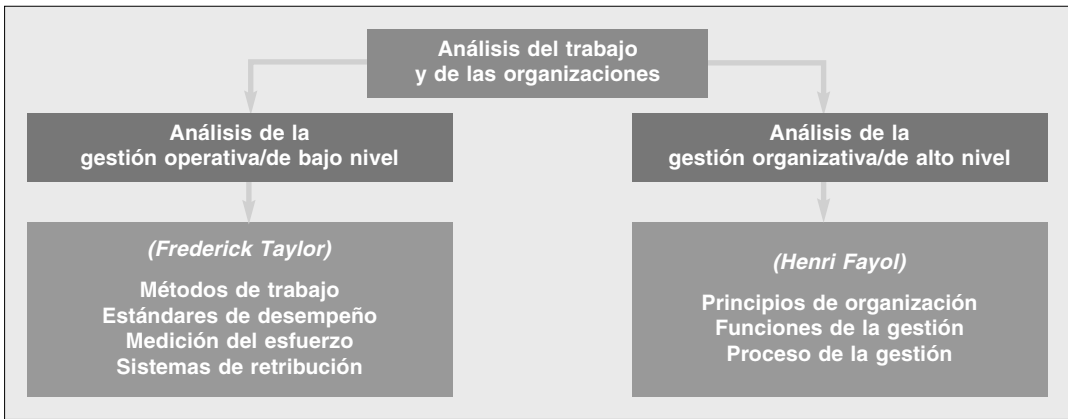 Análisis del trabajo
y de las organizaciones
Análisis de la
gestión operativa/de bajo nivel
Análisis de la
gestión organizativa/de alto nivel
(Frederick Taylor)
Métodos de trabajo
Estándares de desempeño
Medición del esfuerzo
Sistemas de retribución
(Henri Fayol)
Principios de organización
Funciones de la gestión
Proceso de la gestión